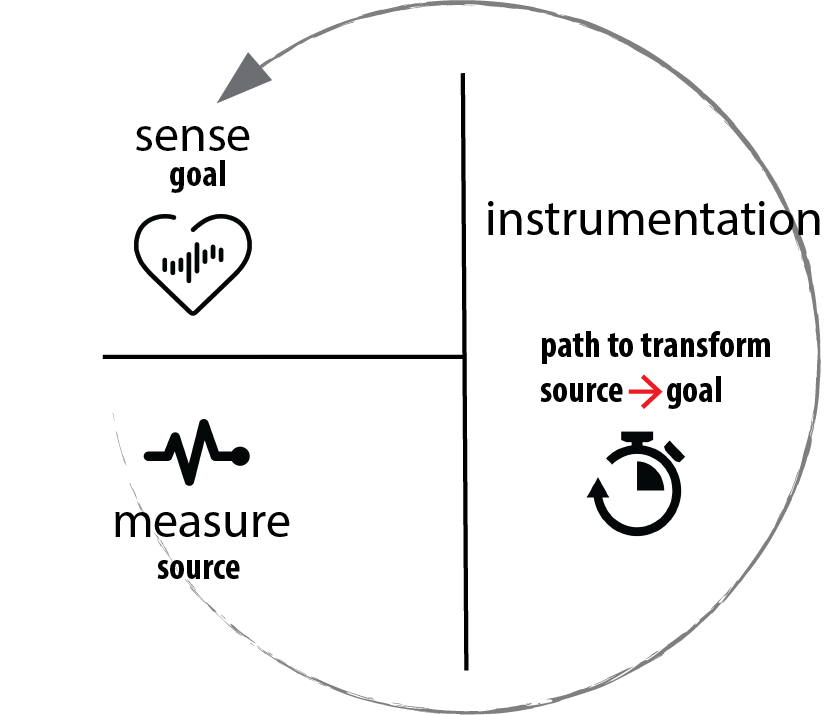 sense
goal
instrumentation
path to transform
source → goal
measure
source